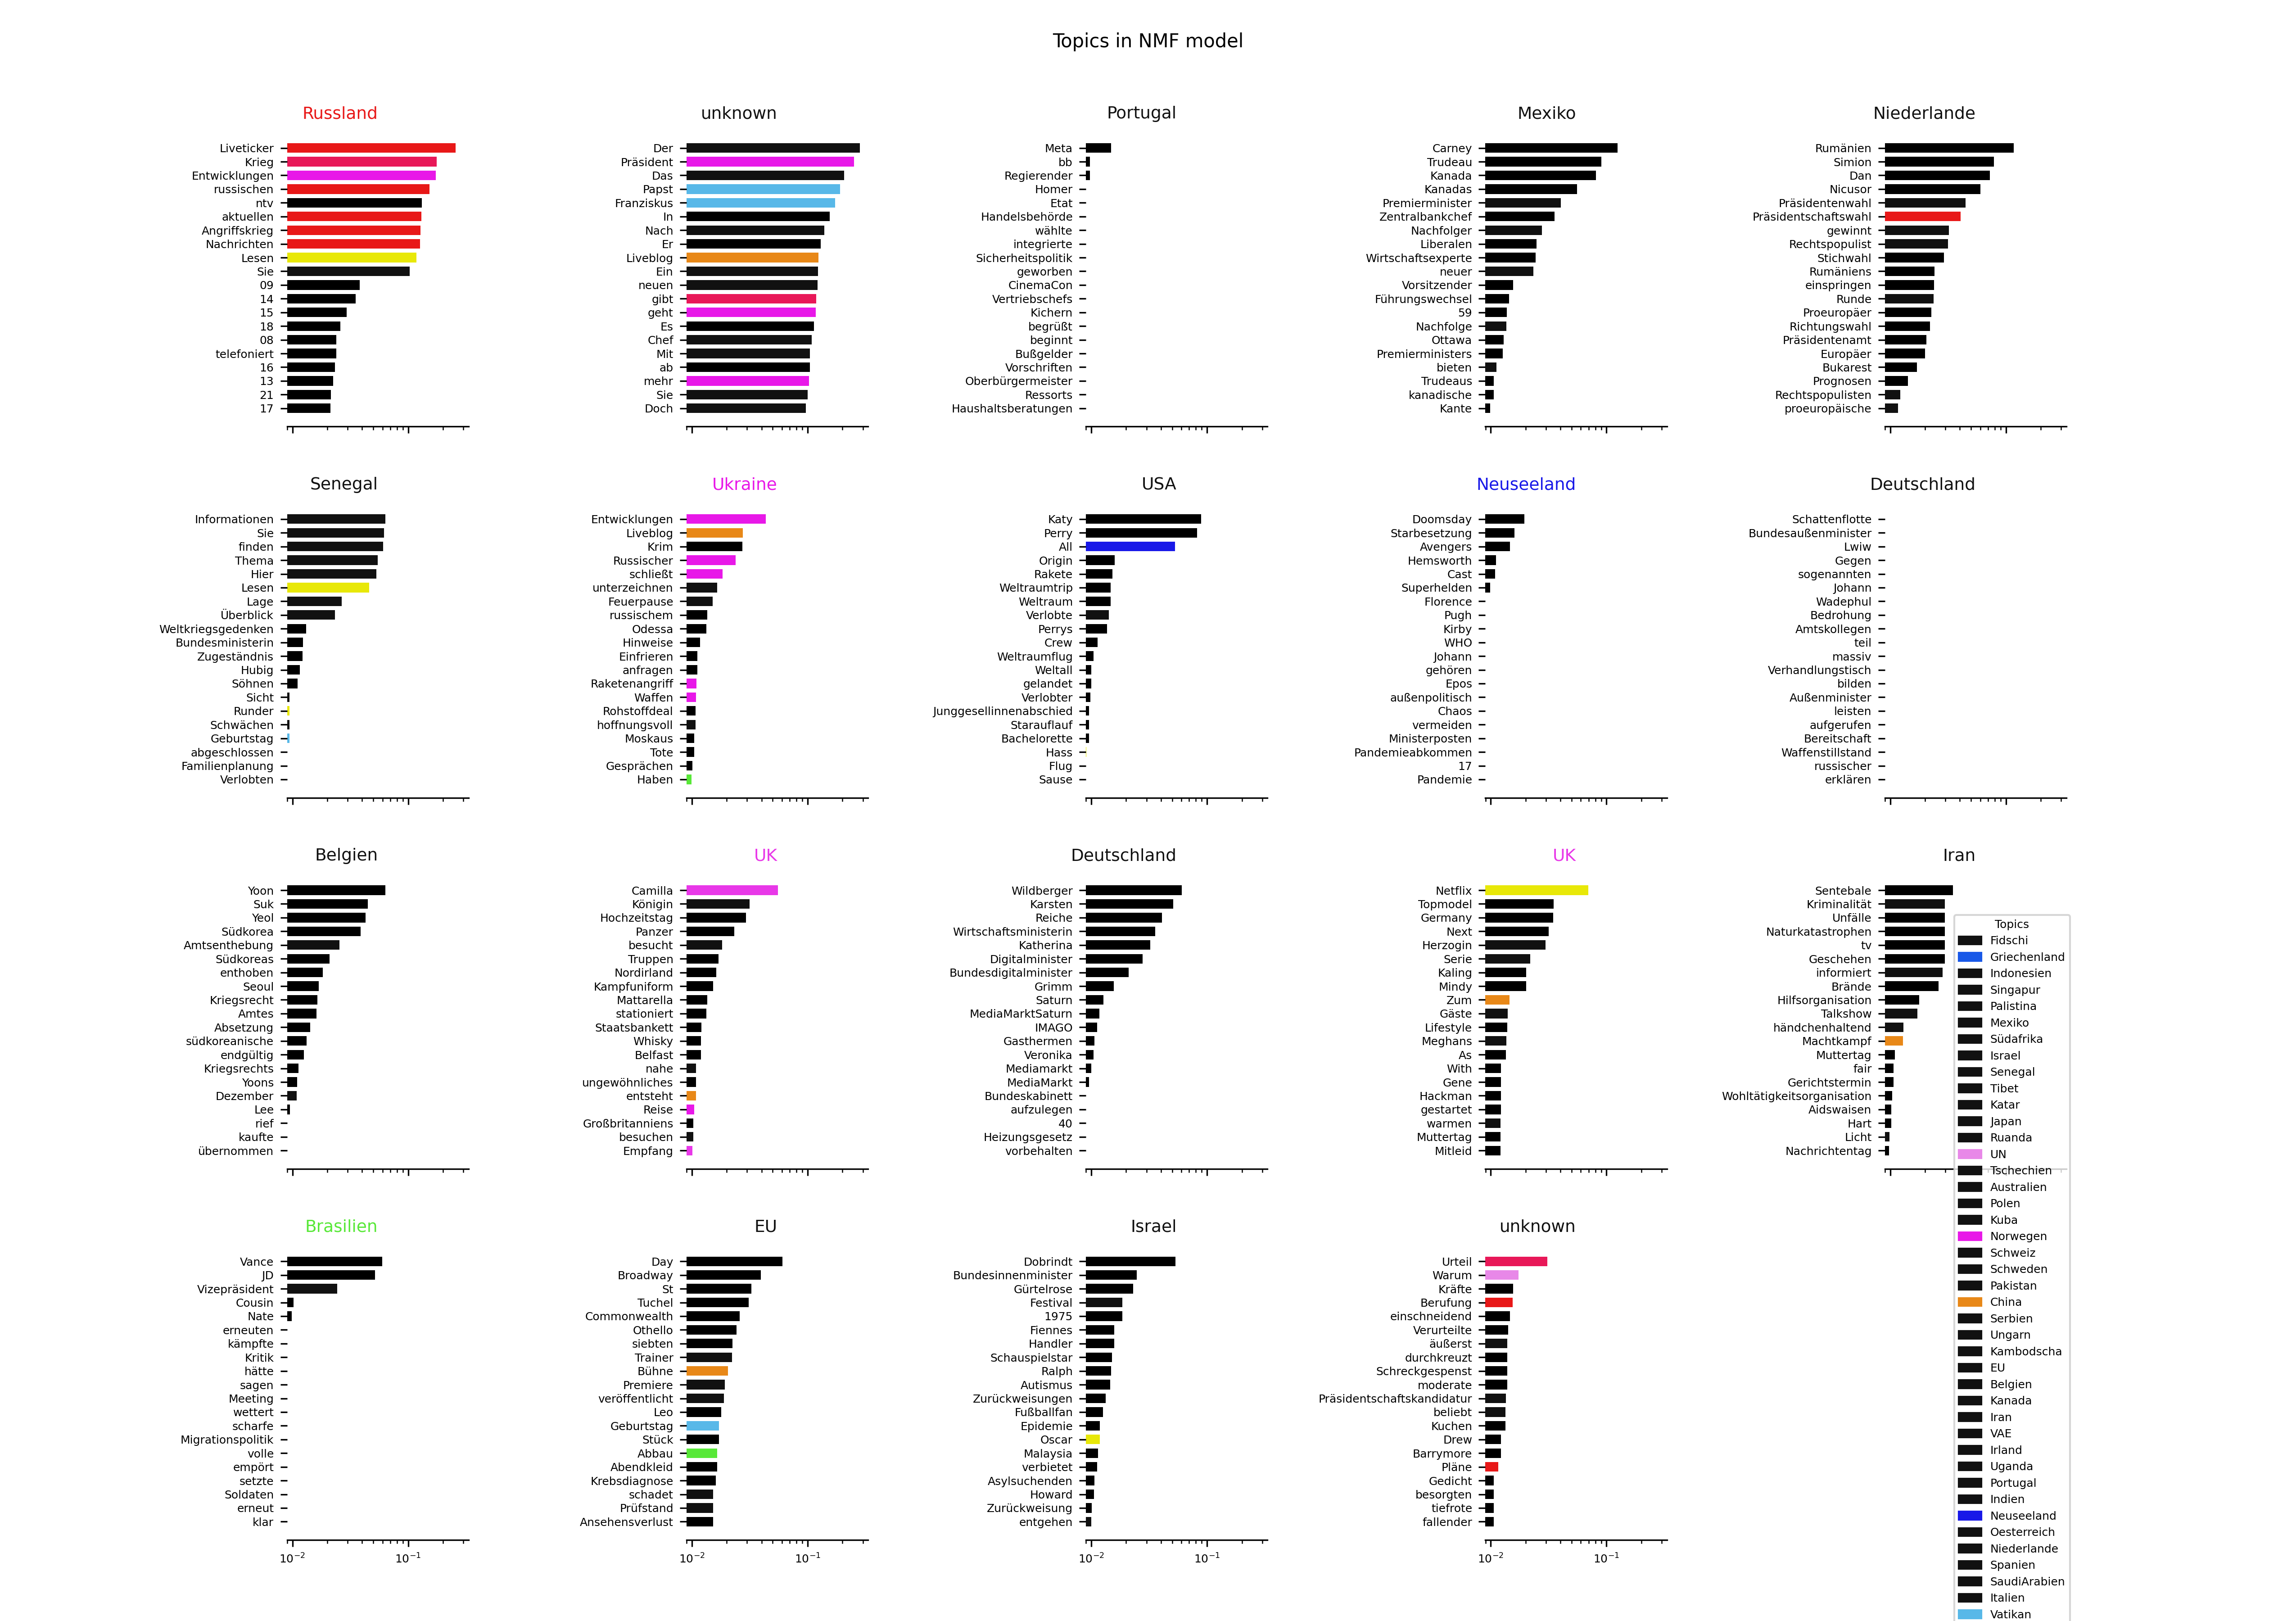 Topics in NMF model
Russland
Liveticker
Krieg
Entwicklungen
russischen
ntv
aktuellen
Angriffskrieg
Nachrichten
Lesen
Sie
09
14
15
18
08
telefoniert
16
13
21
17
unknown
Der
Präsident
Das
Papst
Franziskus
In
Nach
Er
Liveblog
Ein
neuen
gibt
geht
Es
Chef
Mit
ab
mehr
Sie
Doch
Portugal
Meta
bb
Regierender
Homer
Etat
Handelsbehörde
wählte
integrierte
Sicherheitspolitik
geworben
CinemaCon
Vertriebschefs
Kichern
begrüßt
beginnt
Bußgelder
Vorschriften
Oberbürgermeister
Ressorts
Haushaltsberatungen
Mexiko
Carney
Trudeau
Kanada
Kanadas
Premierminister
Zentralbankchef
Nachfolger
Liberalen
Wirtschaftsexperte
neuer
Vorsitzender
Führungswechsel
59
Nachfolge
Ottawa
Premierministers
bieten
Trudeaus
kanadische
Kante
Niederlande
Rumänien
Simion
Dan
Nicusor
Präsidentenwahl
Präsidentschaftswahl
gewinnt
Rechtspopulist
Stichwahl
Rumäniens
einspringen
Runde
Proeuropäer
Richtungswahl
Präsidentenamt
Europäer
Bukarest
Prognosen
Rechtspopulisten
proeuropäische
Senegal
Informationen
Sie
finden
Thema
Hier
Lesen
Lage
Überblick
Weltkriegsgedenken
Bundesministerin
Zugeständnis
Hubig
Söhnen
Sicht
Runder
Schwächen
Geburtstag
abgeschlossen
Familienplanung
Verlobten
Ukraine
Entwicklungen
Liveblog
Krim
Russischer
schließt
unterzeichnen
Feuerpause
russischem
Odessa
Hinweise
Einfrieren
anfragen
Raketenangriff
Waffen
Rohstoffdeal
hoffnungsvoll
Moskaus
Tote
Gesprächen
Haben
USA
Katy
Perry
All
Origin
Rakete
Weltraumtrip
Weltraum
Verlobte
Perrys
Crew
Weltraumflug
Weltall
gelandet
Verlobter
Junggesellinnenabschied
Starauflauf
Bachelorette
Hass
Flug
Sause
Neuseeland
Doomsday
Starbesetzung
Avengers
Hemsworth
Cast
Superhelden
Florence
Pugh
Kirby
WHO
Johann
gehören
Epos
außenpolitisch
Chaos
vermeiden
Ministerposten
Pandemieabkommen
17
Pandemie
Deutschland
Schattenflotte
Bundesaußenminister
Lwiw
Gegen
sogenannten
Johann
Wadephul
Bedrohung
Amtskollegen
teil
massiv
Verhandlungstisch
bilden
Außenminister
leisten
aufgerufen
Bereitschaft
Waffenstillstand
russischer
erklären
Belgien
Yoon
Suk
Yeol
Südkorea
Amtsenthebung
Südkoreas
enthoben
Seoul
Kriegsrecht
Amtes
Absetzung
südkoreanische
endgültig
Kriegsrechts
Yoons
Dezember
Lee
rief
kaufte
übernommen
UK
Camilla
Königin
Hochzeitstag
Panzer
besucht
Truppen
Nordirland
Kampfuniform
Mattarella
stationiert
Staatsbankett
Whisky
Belfast
nahe
ungewöhnliches
entsteht
Reise
Großbritanniens
besuchen
Empfang
Deutschland
Wildberger
Karsten
Reiche
Wirtschaftsministerin
Katherina
Digitalminister
Bundesdigitalminister
Grimm
Saturn
MediaMarktSaturn
IMAGO
Gasthermen
Veronika
Mediamarkt
MediaMarkt
Bundeskabinett
aufzulegen
40
Heizungsgesetz
vorbehalten
UK
Netflix
Topmodel
Germany
Next
Herzogin
Serie
Kaling
Mindy
Zum
Gäste
Lifestyle
Meghans
As
With
Gene
Hackman
gestartet
warmen
Muttertag
Mitleid
Iran
Sentebale
Kriminalität
Unfälle
Naturkatastrophen
tv
Geschehen
informiert
Brände
Hilfsorganisation
Talkshow
händchenhaltend
Machtkampf
Muttertag
fair
Gerichtstermin
Wohltätigkeitsorganisation
Aidswaisen
Hart
Licht
Nachrichtentag
Brasilien
Vance
JD
Vizepräsident
Cousin
Nate
erneuten
kämpfte
Kritik
hätte
sagen
Meeting
wettert
scharfe
Migrationspolitik
volle
empört
setzte
Soldaten
erneut
klar
10⁻² 10⁻¹
EU
Day
Broadway
St
Tuchel
Commonwealth
Othello
siebten
Trainer
Bühne
Premiere
veröffentlicht
Leo
Geburtstag
Stück
Abbau
Abendkleid
Krebsdiagnose
schadet
Prüfstand
Ansehensverlust
10⁻² 10⁻¹
Israel
Dobrindt
Bundesinnenminister
Gürtelrose
Festival
1975
Fiennes
Handler
Schauspielstar
Ralph
Autismus
Zurückweisungen
Fußballfan
Epidemie
Oscar
Malaysia
verbietet
Asylsuchenden
Howard
Zurückweisung
entgehen
10⁻² 10⁻¹
unknown
Urteil
Warum
Kräfte
Berufung
einschneidend
Verurteilte
äußerst
durchkreuzt
Schreckgespenst
moderate
Präsidentschaftskandidatur
beliebt
Kuchen
Drew
Barrymore
Pläne
Gedicht
besorgten
tiefrote
fallender
10⁻² 10⁻¹
Topics
Fidschi
Griechenland
Indonesien
Singapur
Palistina
Mexiko
Südafrika
Israel
Senegal
Tibet
Katar
Japan
Ruanda
UN
Tschechien
Australien
Polen
Kuba
Norwegen
Schweiz
Schweden
Pakistan
China
Serbien
Ungarn
Kambodscha
EU
Belgien
Kanada
Iran
VAE
Irland
Uganda
Portugal
Indien
Neuseeland
Oesterreich
Niederlande
Spanien
SaudiArabien
Italien
Vatikan